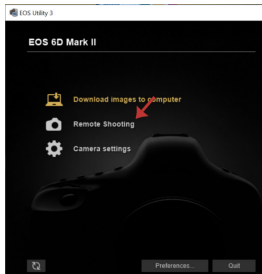 EOS Utility 3
EOS 6D Mark II
Download images to computer
Remote Shooting
Camera settings
Preferences...
Quit